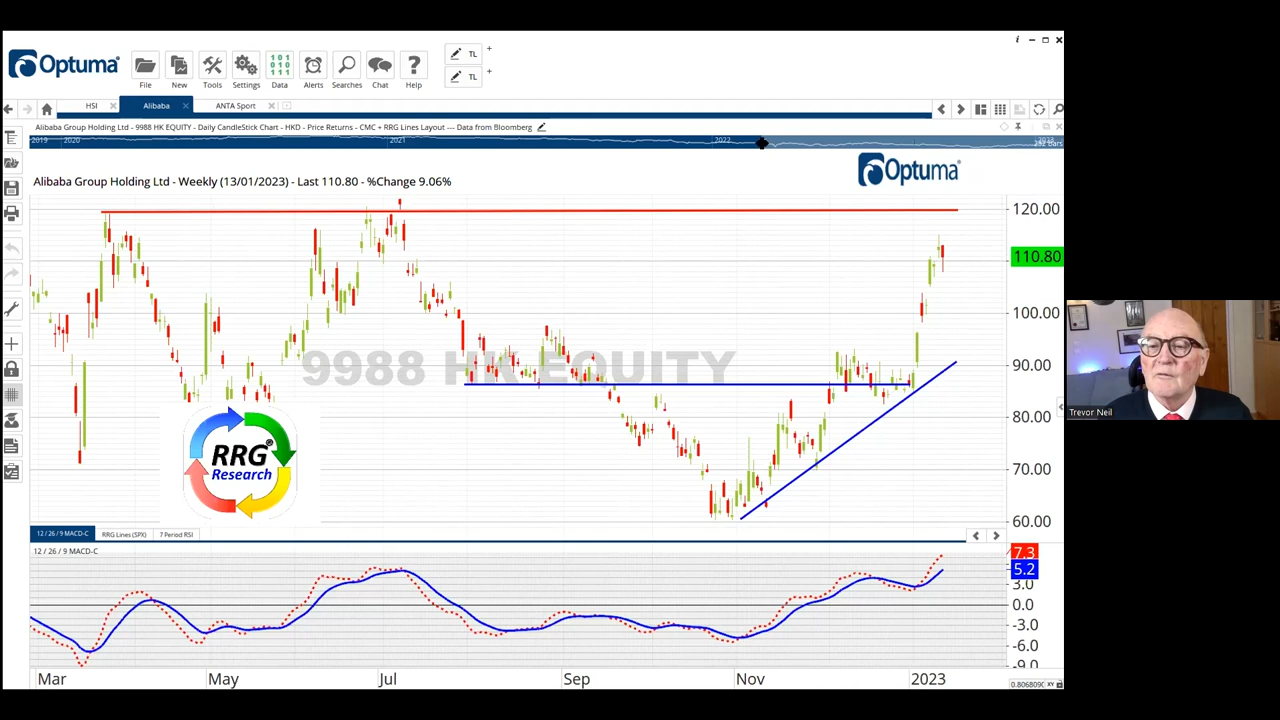 Optuma
File
New
Tools
Settings
Data
Alerts
Searches
Chat
Help
TL
TL
HSI
Alibaba
ANTA Sport
Alibaba Group Holding Ltd - 9988 HK EQUITY - Daily CandleStick Chart - HKD - Price Returns - CMC + RRG Lines Layout --- Data from Bloomberg
2019
2020
2021
2022
Optuma
Alibaba Group Holding Ltd - Weekly (13/01/2023) - Last 110.80 - %Change 9.06%
120.00
110.80
100.00
90.00
80.00
70.00
60.00
9988 HK EQUITY
RRG®
Research
Trevor Neil
12 / 26 / 9 MACD-C
RRG Lines (SPX)
7 Period RSI
12 / 26 / 9 MACD-C
7.3
5.2
3.0
0.0
-3.0
-6.0
-9.0
Mar
May
Jul
Sep
Nov
2023
XY